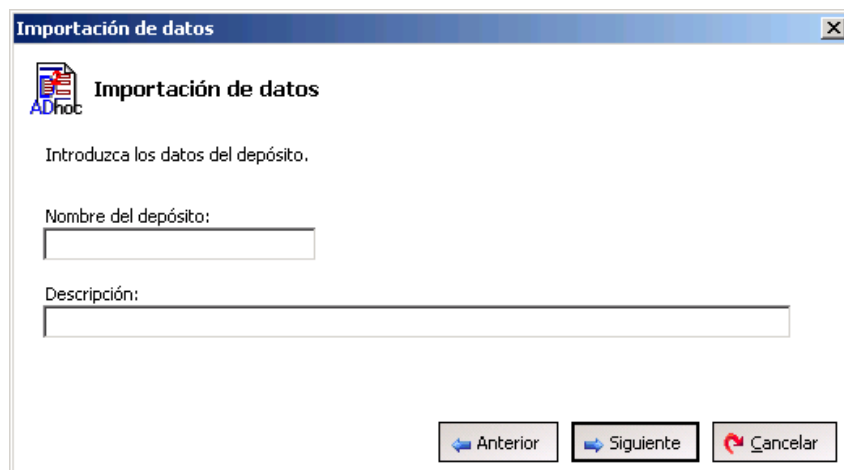 Importación de datos
ADhoc
Importación de datos
Introduzca los datos del depósito.
Nombre del depósito:
Descripción:
Anterior
Siguiente
Cancelar